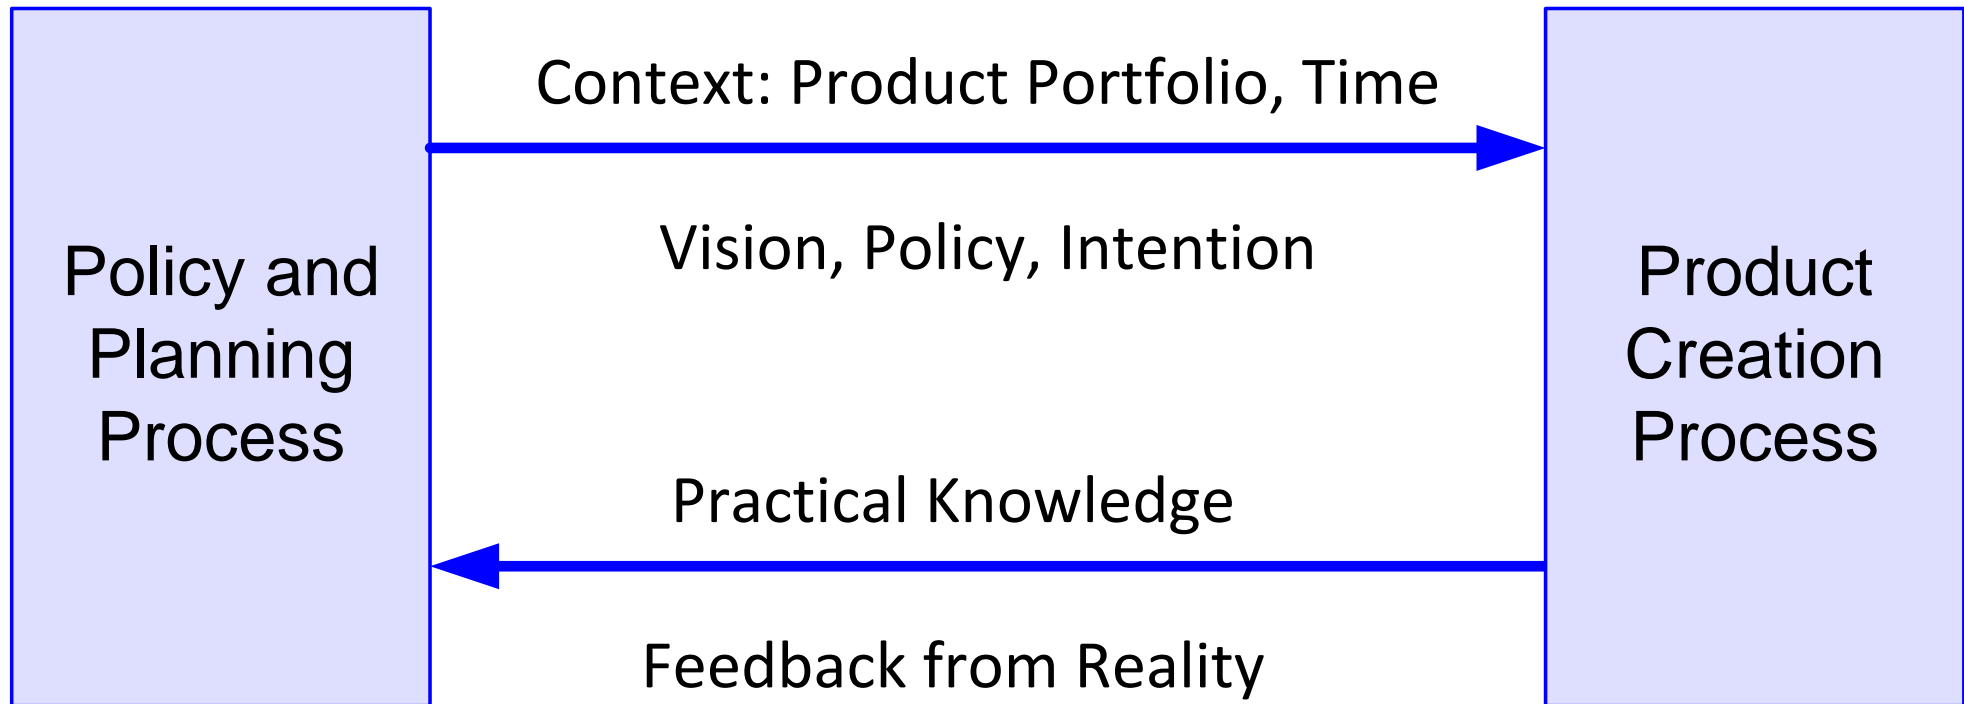 Policy and
Planning
Process
Context: Product Portfolio, Time
Vision, Policy, Intention
Practical Knowledge
Feedback from Reality
Product
Creation
Process